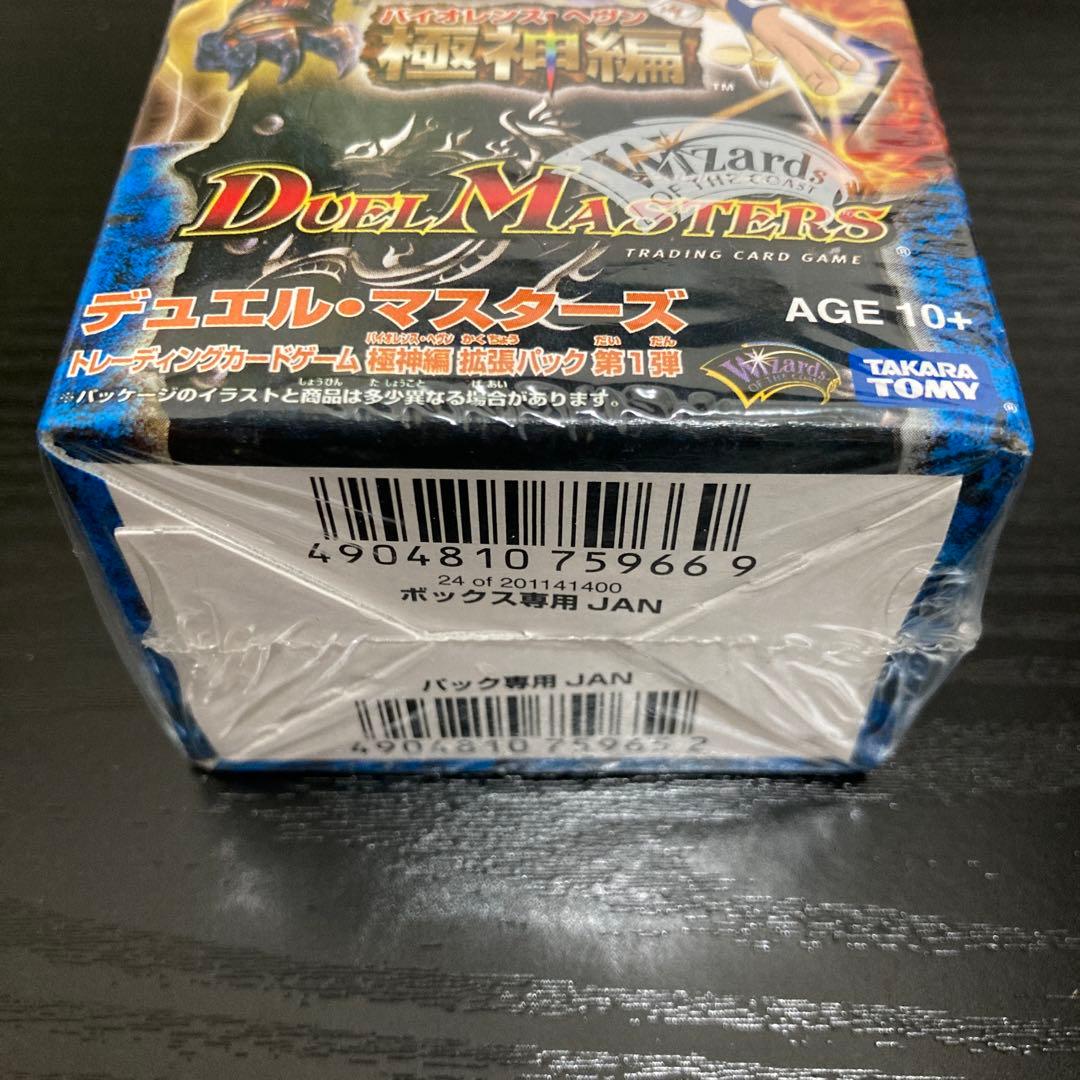 バイオレンス・ヘヴン
極神編
TM
Wizards
OF THE COAST
DUEL MASTERS
®
TRADING CARD GAME
デュエル・マスターズ
AGE 10+
バイオレンス・ヘヴン かくちょう だい だん
トレーディングカードゲーム 極神編 拡張パック 第1弾
しょうひん たしょうこと ばあい
※パッケージのイラストと商品は多少異なる場合があります。
Wizards
OF THE COAST
TAKARA
TOMY
®
4904810 759669
24 of 201141400
ボックス専用 JAN
パック専用 JAN
4904810 759652